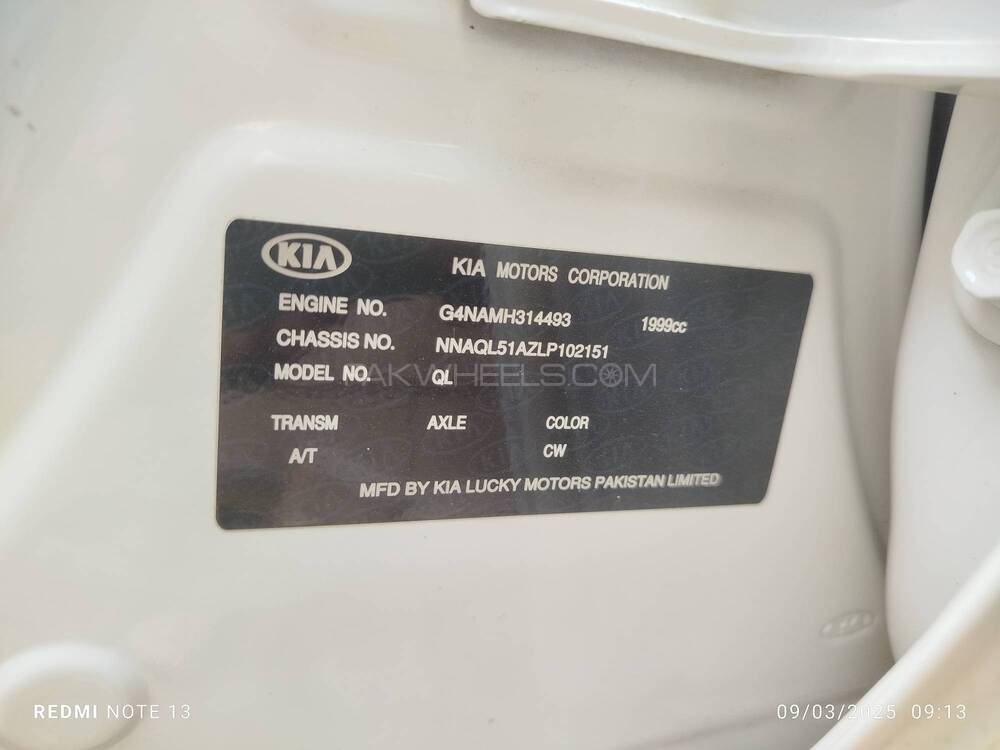 KIA
KIA MOTORS CORPORATION
ENGINE NO. G4NAMH314493 1999cc
CHASSIS NO. NNAQL51AZLP102151
MODEL NO. QL
PAKWHEELS.COM
TRANSM AXLE COLOR
A/T CW
MFD BY KIA LUCKY MOTORS PAKISTAN LIMITED
REDMI NOTE 13
09/03/2025 09:13